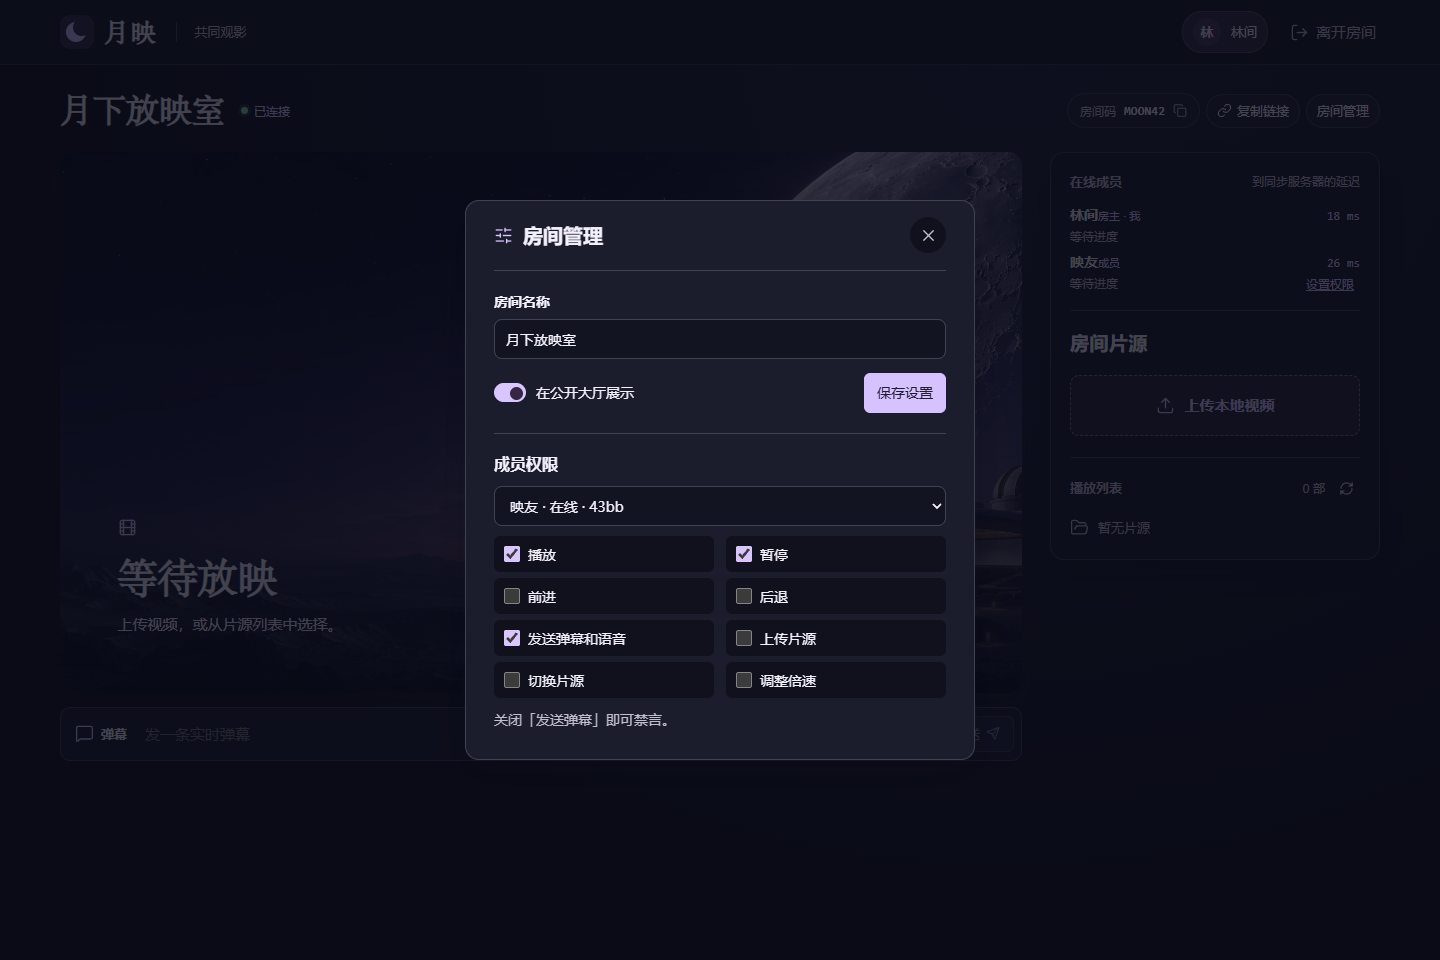 月映
共同观影
林 林间
离开房间
月下放映室
已连接
房间码 MOON42
复制链接
房间管理
在线成员
到同步服务器的延迟
林间房主 · 我
18 ms
等待进度
映友成员
26 ms
等待进度
设置权限
房间片源
上传本地视频
播放列表
0 部
暂无片源
等待放映
上传视频，或从片源列表中选择。
弹幕
发一条实时弹幕
房间管理
房间名称
月下放映室
在公开大厅展示
保存设置
成员权限
映友 · 在线 · 43bb
播放
暂停
前进
后退
发送弹幕和语音
上传片源
切换片源
调整倍速
关闭「发送弹幕」即可禁言。